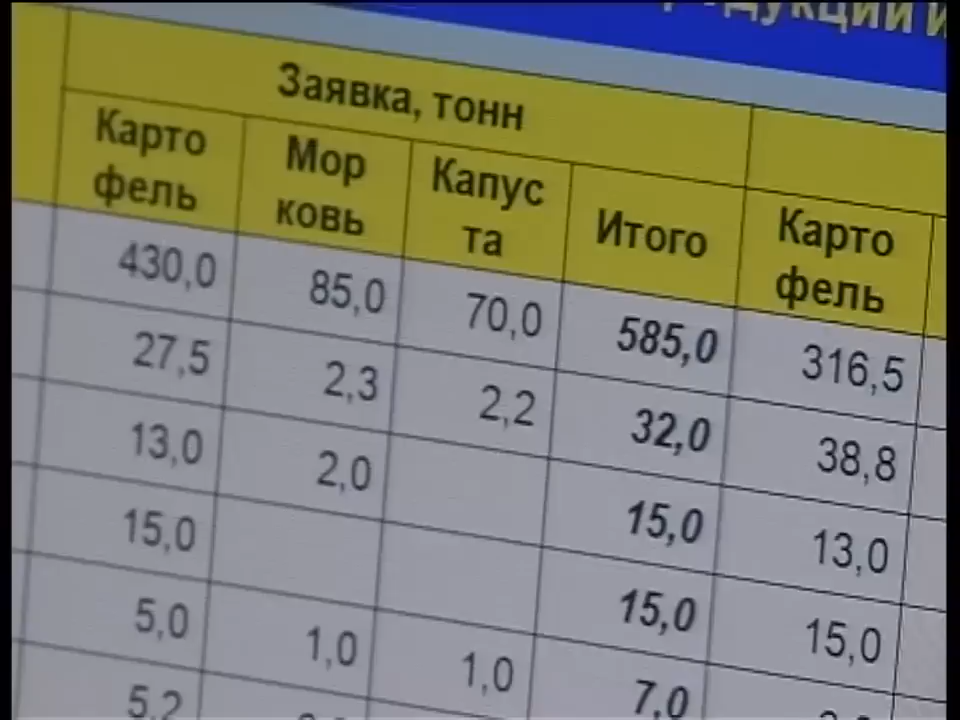 Заявка, тонн
Карто
фель
Мор
ковь
Капус
та
Итого
Карто
фель
430,0 85,0 70,0 585,0 316,5
27,5 2,3 2,2 32,0 38,8
13,0 2,0 15,0 13,0
15,0 15,0 15,0
5,0 1,0 1,0 7,0
5,2